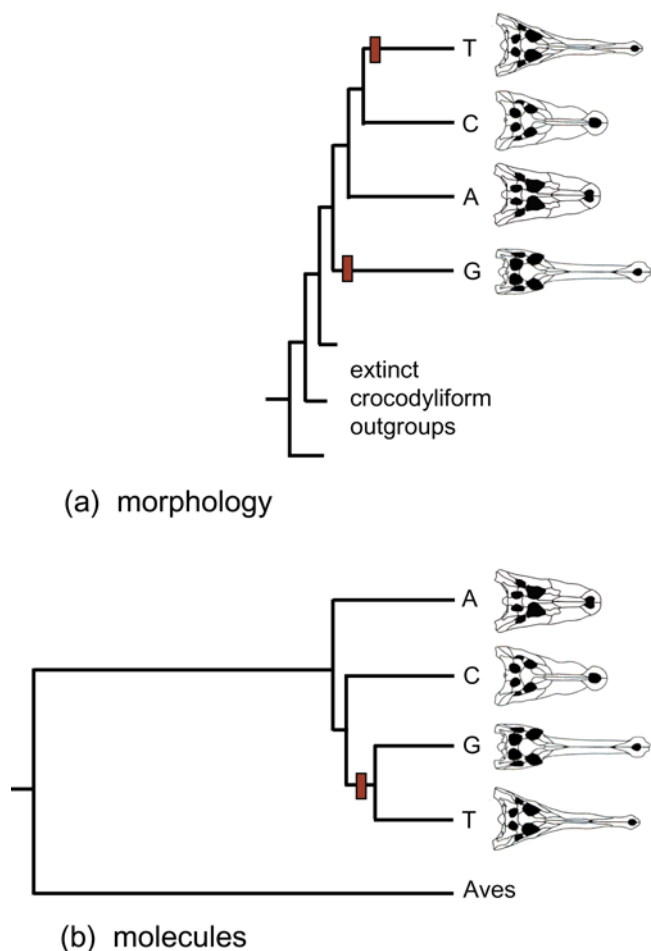 T
C
A
G
extinct
crocodyliform
outgroups
(a) morphology
A
C
G
T
Aves
(b) molecules